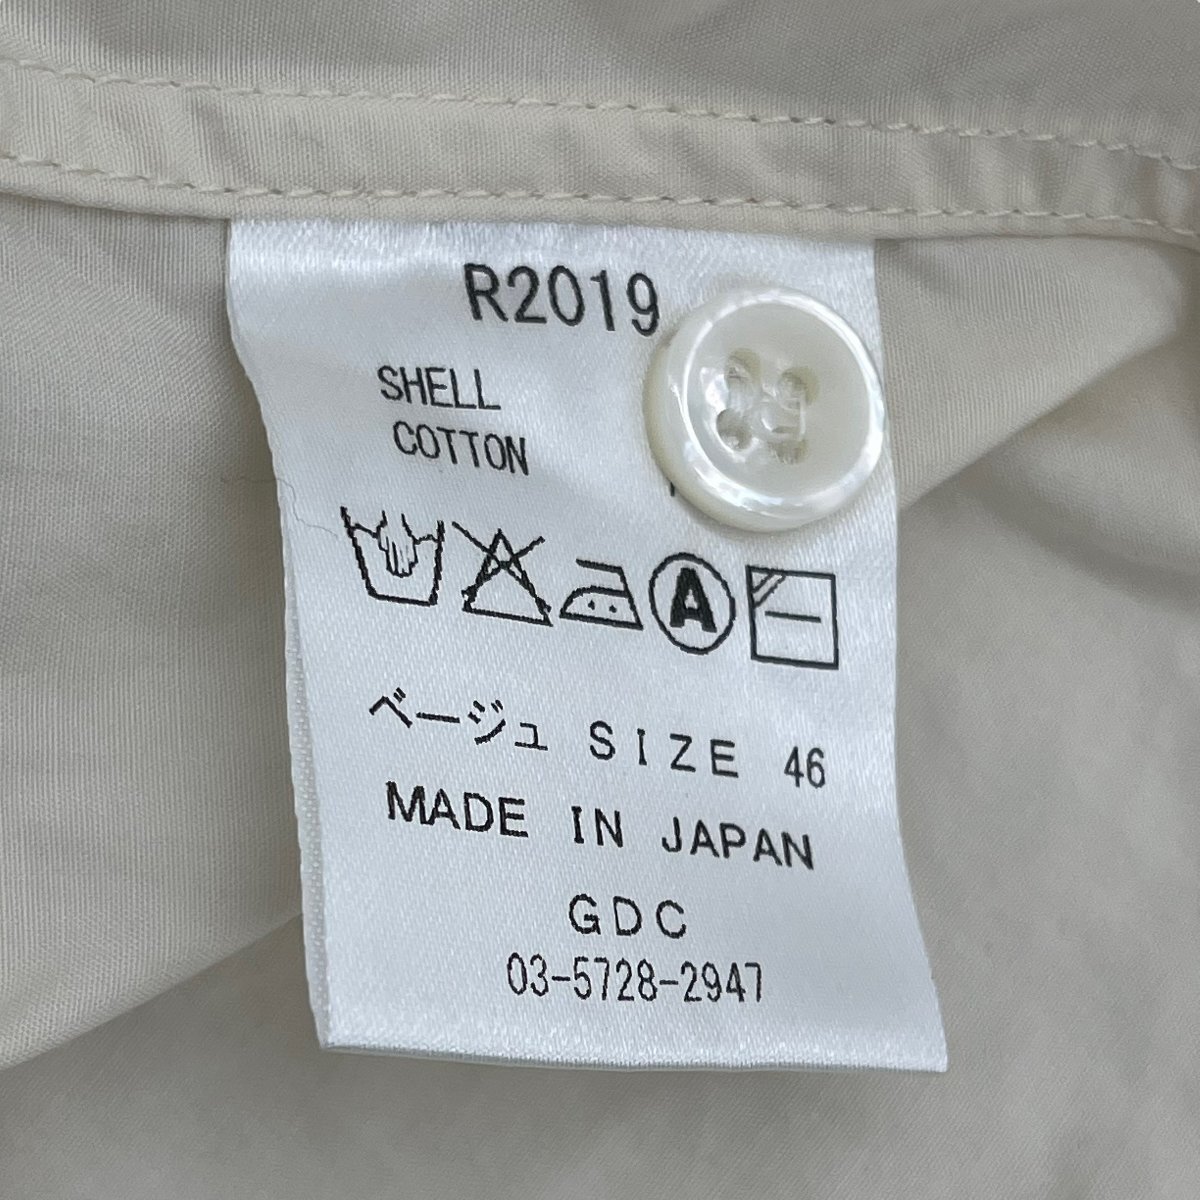 R2019
SHELL
COTTON
A
ベージュ SIZE 46
MADE IN JAPAN
GDC
03-5728-2947